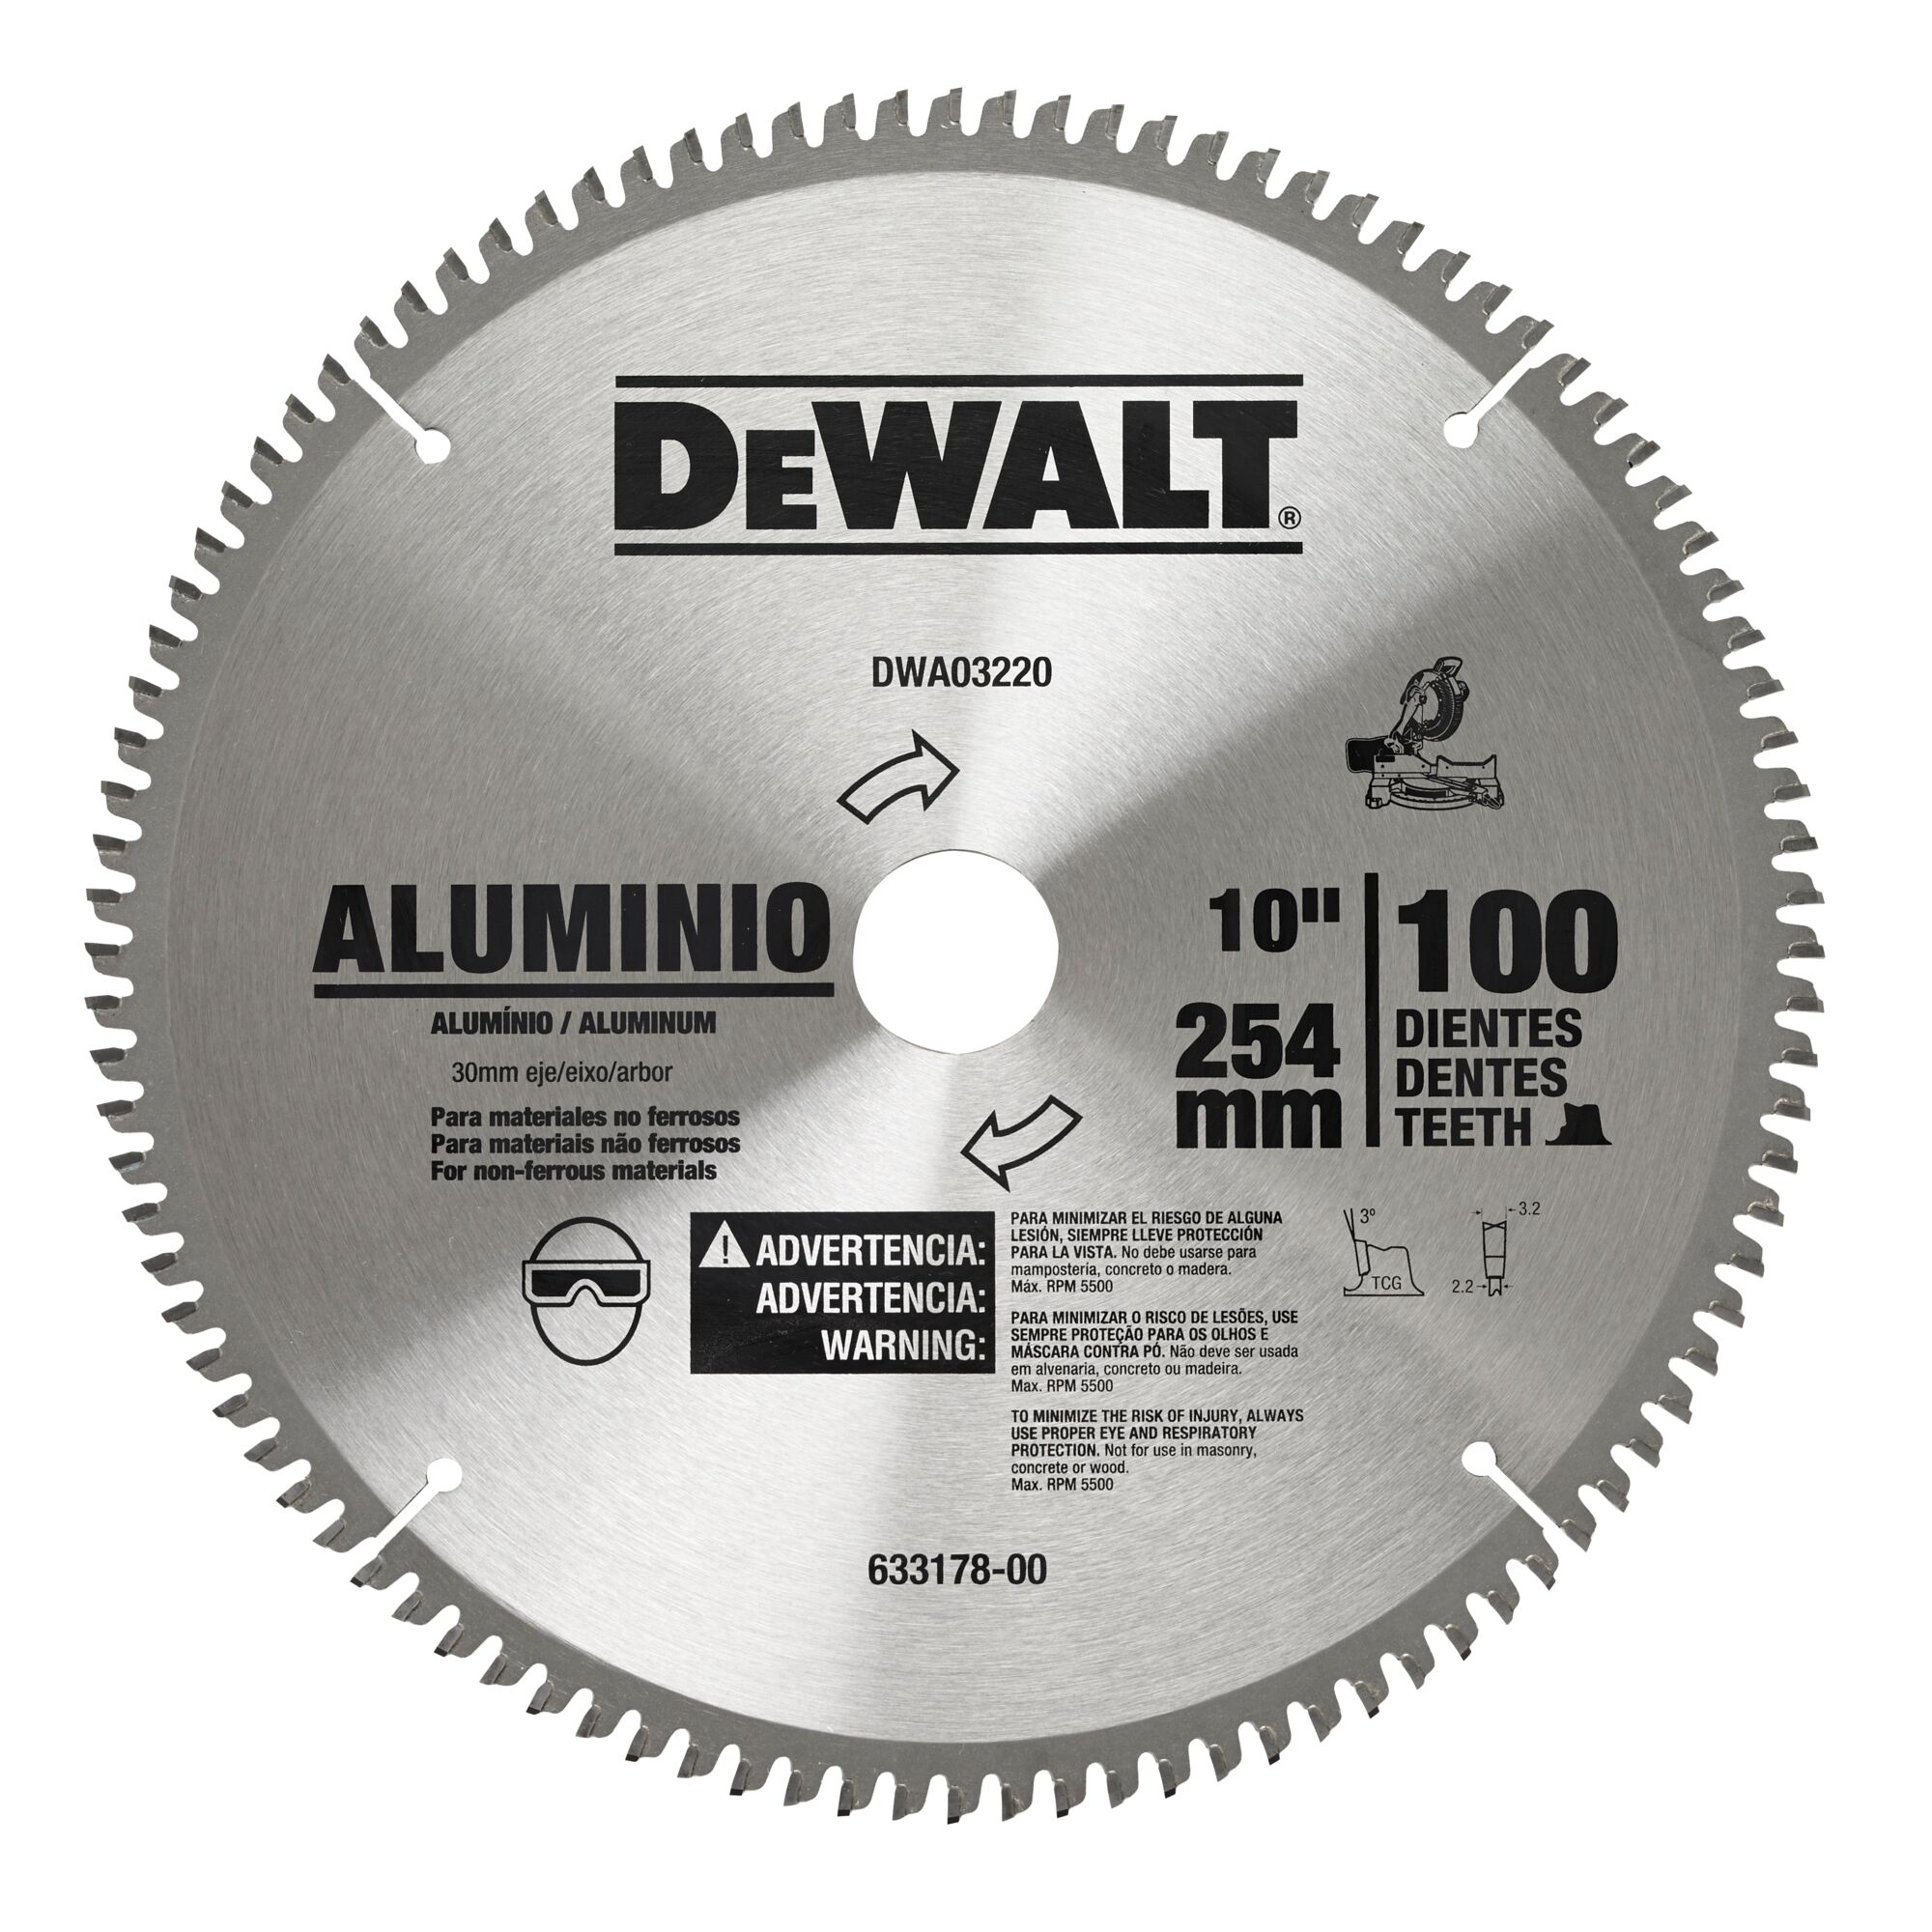 DEWALT®
DWA03220
ALUMINIO
ALUMÍNIO / ALUMINUM
30mm eje/eixo/arbor
Para materiales no ferrosos
Para materiais não ferrosos
For non-ferrous materials
10"
254
mm
100
DIENTES
DENTES
TEETH
! ADVERTENCIA:
ADVERTENCIA:
WARNING:
PARA MINIMIZAR EL RIESGO DE ALGUNA
LESIÓN, SIEMPRE LLEVE PROTECCIÓN
PARA LA VISTA. No debe usarse para
mampostería, concreto o madera.
Máx. RPM 5500
PARA MINIMIZAR O RISCO DE LESÕES, USE
SEMPRE PROTEÇÃO PARA OS OLHOS E
MÁSCARA CONTRA PÓ. Não deve ser usada
em alvenaria, concreto ou madeira.
Max. RPM 5500
TO MINIMIZE THE RISK OF INJURY, ALWAYS
USE PROPER EYE AND RESPIRATORY
PROTECTION. Not for use in masonry,
concrete or wood.
Max. RPM 5500
3º
TCG
3.2
2.2
633178-00